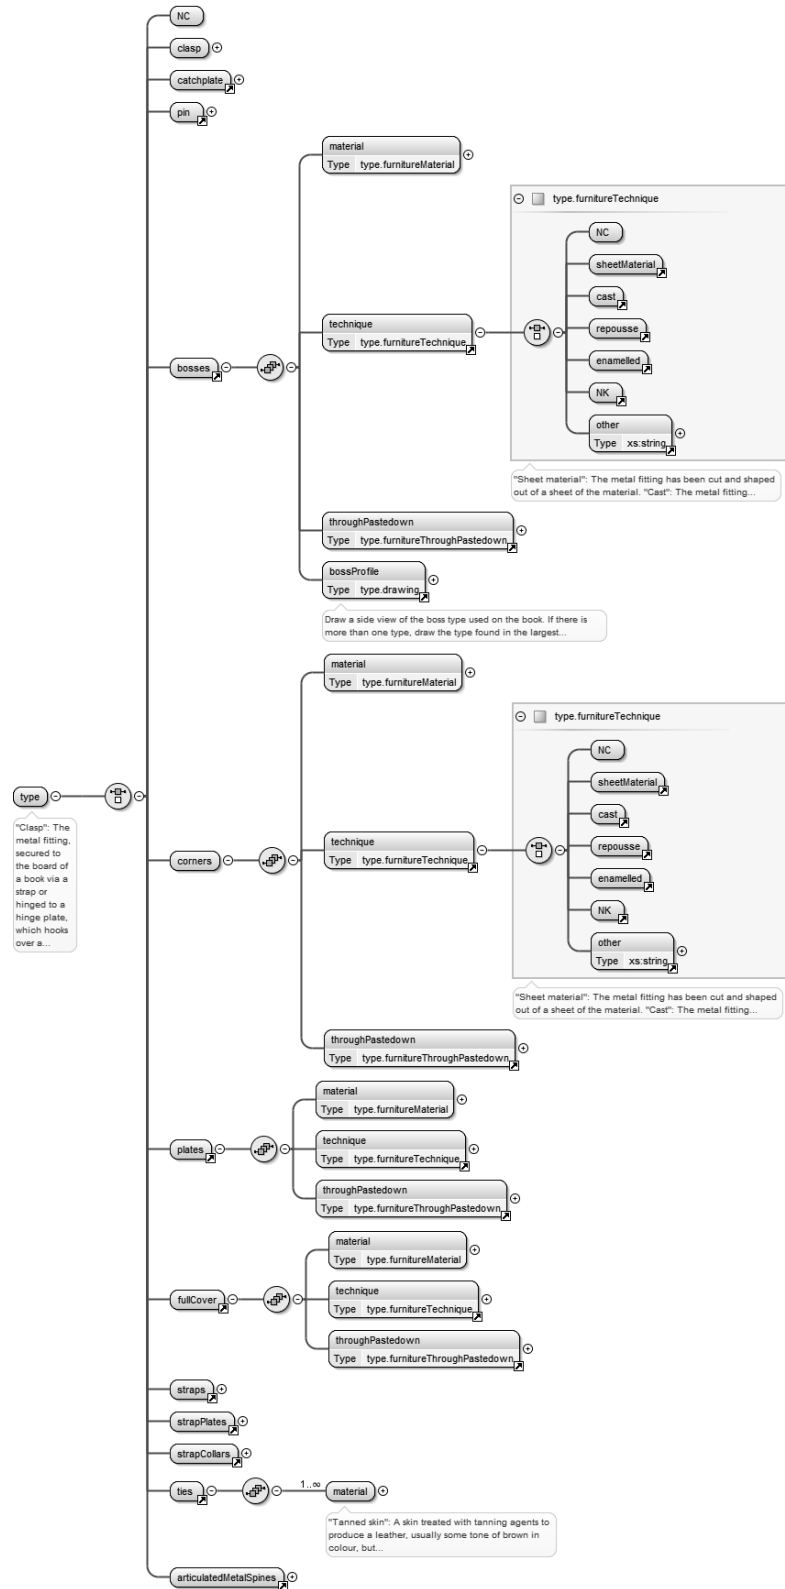 NC
clasp
catchplate
pin
material
Type type.furnitureMaterial
type.furnitureTechnique
NC
sheetMaterial
cast
repousse
enamelled
NK
other
Type xs:string
technique
Type type.furnitureTechnique
bosses
"Sheet material": The metal fitting has been cut and shaped
out of a sheet of the material. "Cast": The metal fitting...
throughPastedown
Type type.furnitureThroughPastedown
bossProfile
Type type.drawing
Draw a side view of the boss type used on the book. If there is
more than one type, draw the type found in the largest...
material
Type type.furnitureMaterial
type.furnitureTechnique
NC
sheetMaterial
cast
repousse
enamelled
NK
other
Type xs:string
technique
Type type.furnitureTechnique
type
"Clasp": The
metal fitting,
secured to
the board of
a book via a
strap or
hinged to a
hinge plate,
which hooks
over a...
corners
"Sheet material": The metal fitting has been cut and shaped
out of a sheet of the material. "Cast": The metal fitting...
throughPastedown
Type type.furnitureThroughPastedown
material
Type type.furnitureMaterial
plates
technique
Type type.furnitureTechnique
throughPastedown
Type type.furnitureThroughPastedown
material
Type type.furnitureMaterial
fullCover
technique
Type type.furnitureTechnique
throughPastedown
Type type.furnitureThroughPastedown
straps
strapPlates
strapCollars
ties
1..∞
material
"Tanned skin": A skin treated with tanning agents to
produce a leather, usually some tone of brown in
colour, but...
articulatedMetalSpines